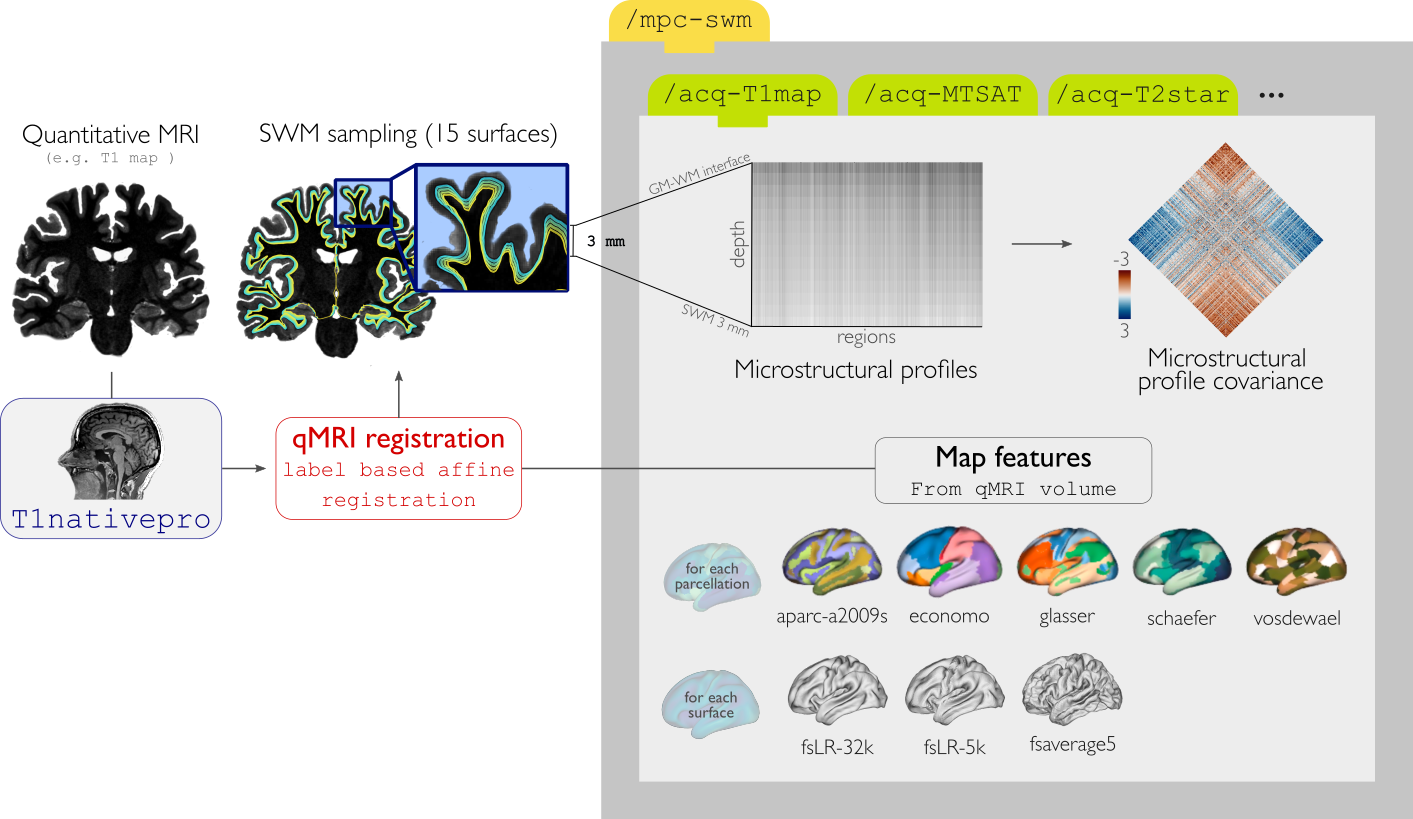 /mpc-swm
/acq-T1map
/acq-MTSAT
/acq-T2star
...
Quantitative MRI
(e.g. T1 map )
SWM sampling (15 surfaces)
3 mm
GM-WM interface
depth
SWM 3 mm
regions
Microstructural profiles
-3
3
Microstructural
profile covariance
T1nativepro
qMRI registration
label based affine
registration
Map features
From qMRI volume
for each
parcellation
aparc-a2009s
economo
glasser
schaefer
vosdewael
for each
surface
fsLR-32k
fsLR-5k
fsaverage5